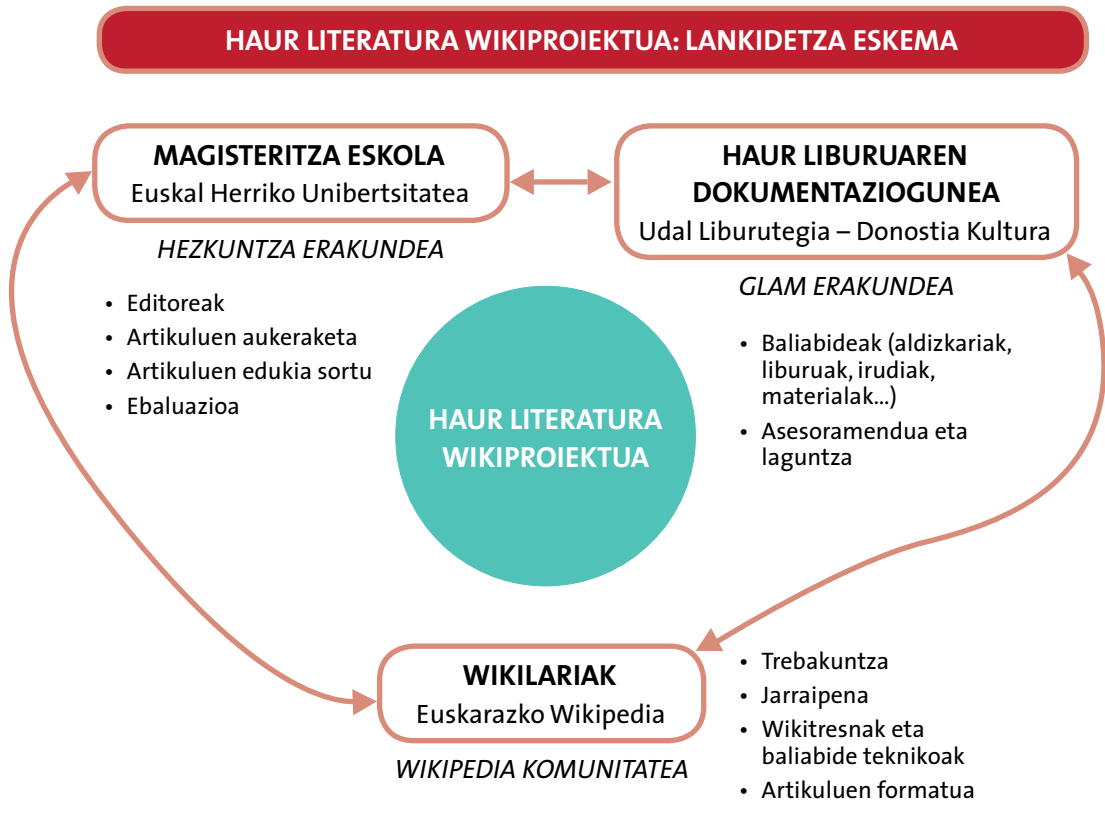 HAUR LITERATURA WIKIPROIEKTUA: LANKIDETZA ESKEMA
MAGISTERITZA ESKOLA
Euskal Herriko Unibertsitatea
HEZKUNTZA ERAKUNDEA
• Editoreak
• Artikuluen aukeraketa
• Artikuluen edukia sortu
• Ebaluazioa
HAUR LIBURUAREN
DOKUMENTAZIOGUNEA
Udal Liburutegia – Donostia Kultura
GLAM ERAKUNDEA
• Baliabideak (aldizkariak,
liburuak, irudiak,
materialak...)
• Asesoramendua eta
laguntza
HAUR LITERATURA
WIKIPROIEKTUA
WIKILARIAK
Euskarazko Wikipedia
WIKIPEDIA KOMUNITATEA
• Trebakuntza
• Jarraipena
• Wikitresnak eta
baliabide teknikoak
• Artikuluen formatua